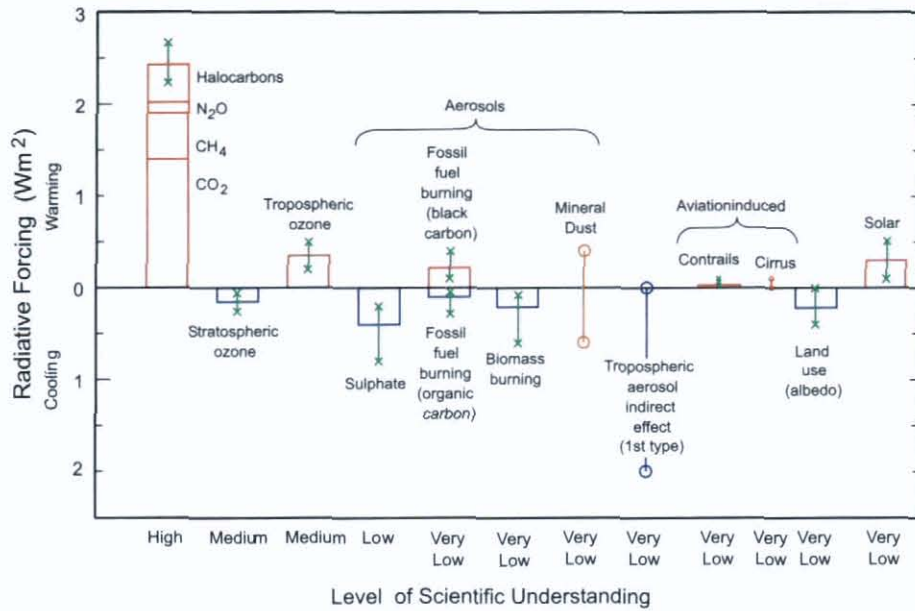 3
2
1
0
1
2
Radiative Forcing (Wm²)
Cooling
Warming
Halocarbons
N₂O
CH₄
CO₂
Stratospheric
ozone
Tropospheric
ozone
Aerosols
Sulphate
Fossil
fuel
burning
(black
carbon)
Fossil
fuel
burning
(organic
carbon)
Biomass
burning
Mineral
Dust
Tropospheric
aerosol
indirect
effect
(1st type)
Aviationinduced
Contrails
Cirrus
Land
use
(albedo)
Solar
High
Medium
Medium
Low
Very
Low
Very
Low
Very
Low
Very
Low
Very
Low
Very
Low
Very
Low
Very
Low
Level of Scientific Understanding